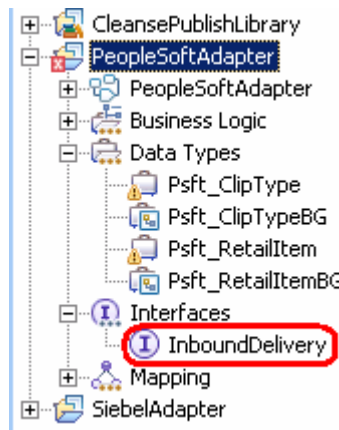 CleansePublishLibrary
PeopleSoftAdapter
PeopleSoftAdapter
Business Logic
Data Types
Psft_ClipType
Psft_ClipTypeBG
Psft_RetailItem
Psft_RetailItemBG
Interfaces
InboundDelivery
Mapping
SiebelAdapter